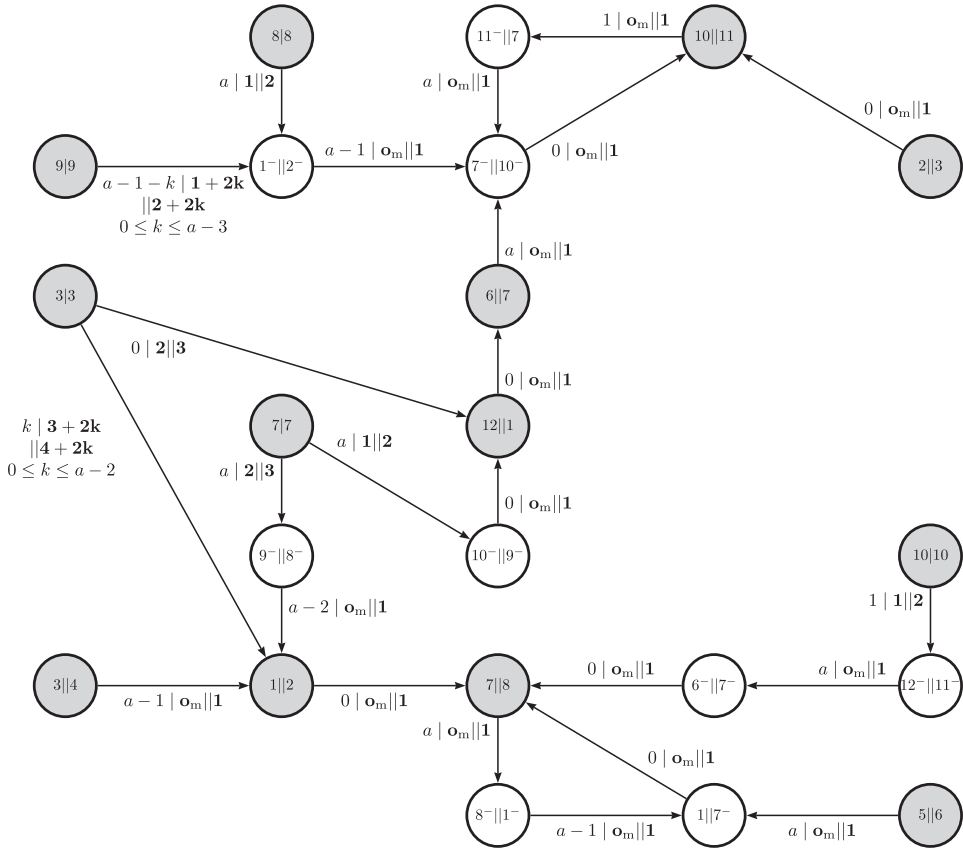 8|8
11⁻||7
1 | oₘ||1
10||11
a | 1||2
a | oₘ||1
0 | oₘ||1
9|9
1⁻||2⁻
a − 1 | oₘ||1
7⁻||10⁻
0 | oₘ||1
2||3
a − 1 − k | 1 + 2k
||2 + 2k
0 ≤ k ≤ a − 3
a | oₘ||1
3|3
6||7
0 | 2||3
0 | oₘ||1
k | 3 + 2k
||4 + 2k
0 ≤ k ≤ a − 2
7|7
a | 1||2
12||1
a | 2||3
0 | oₘ||1
9⁻||8⁻
10⁻||9⁻
10|10
a − 2 | oₘ||1
1 | 1||2
3||4
a − 1 | oₘ||1
1||2
0 | oₘ||1
7||8
0 | oₘ||1
6⁻||7⁻
a | oₘ||1
12⁻||11⁻
a | oₘ||1
0 | oₘ||1
8⁻||1⁻
a − 1 | oₘ||1
1||7⁻
a | oₘ||1
5||6